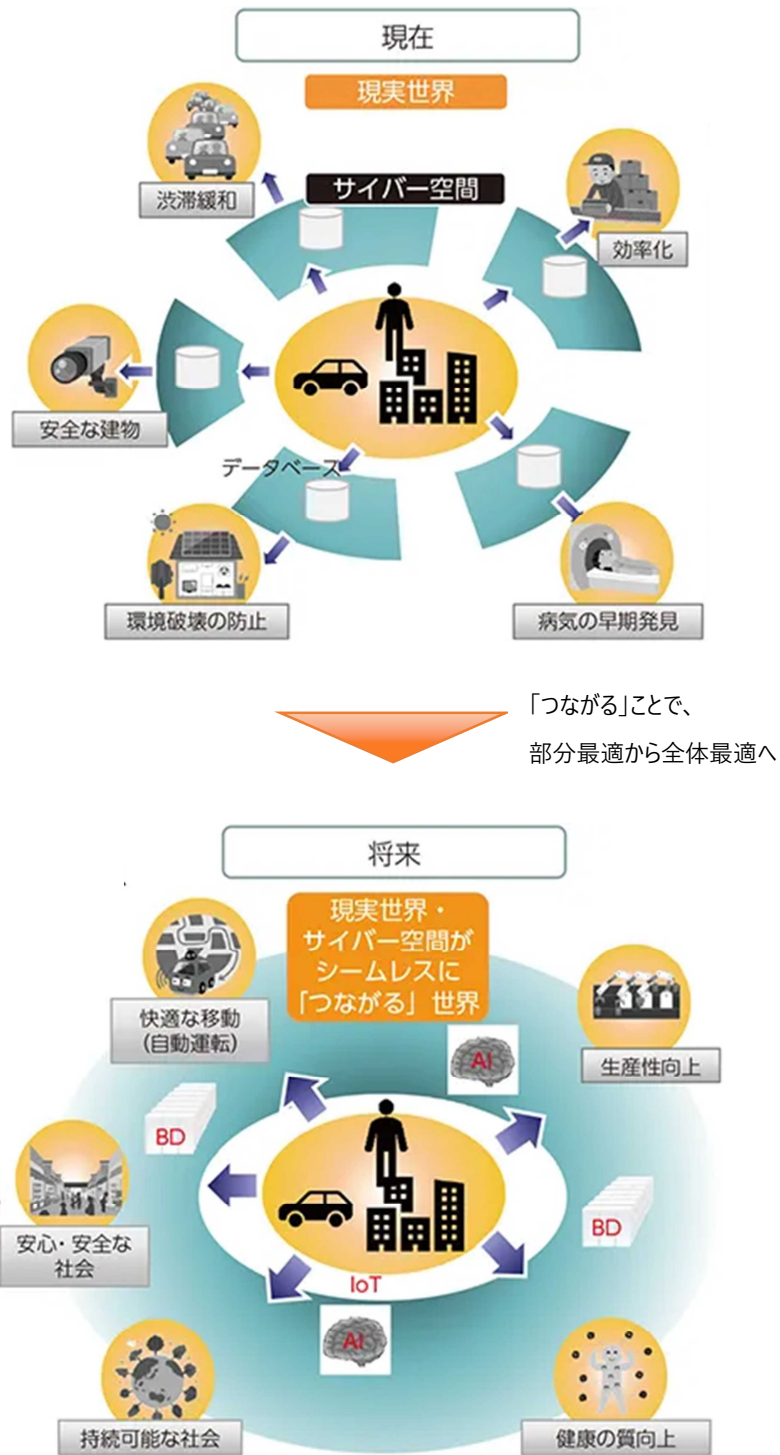 現在
現実世界
サイバー空間
渋滞緩和
効率化
安全な建物
データベース
環境破壊の防止
病気の早期発見
「つながる」ことで、
部分最適から全体最適へ
将来
現実世界・
サイバー空間が
シームレスに
「つながる」世界
快適な移動
(自動運転)
AI
生産性向上
BD
BD
安心・安全な
社会
IoT
AI
持続可能な社会
健康の質向上